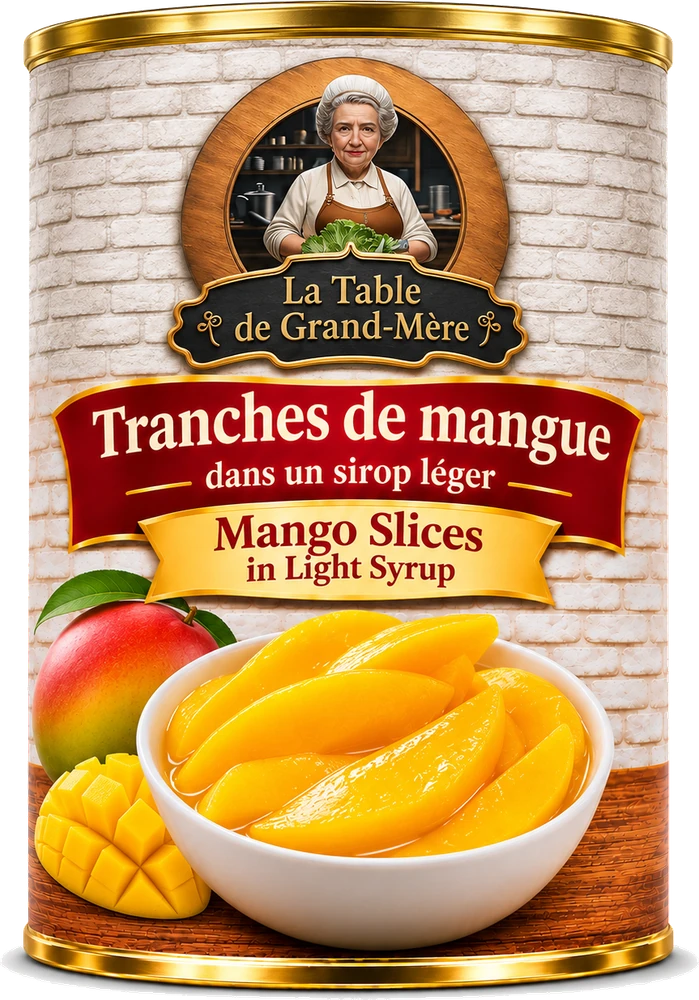 La Table
de Grand-Mère
Tranches de mangue
dans un sirop léger
Mango Slices
in Light Syrup